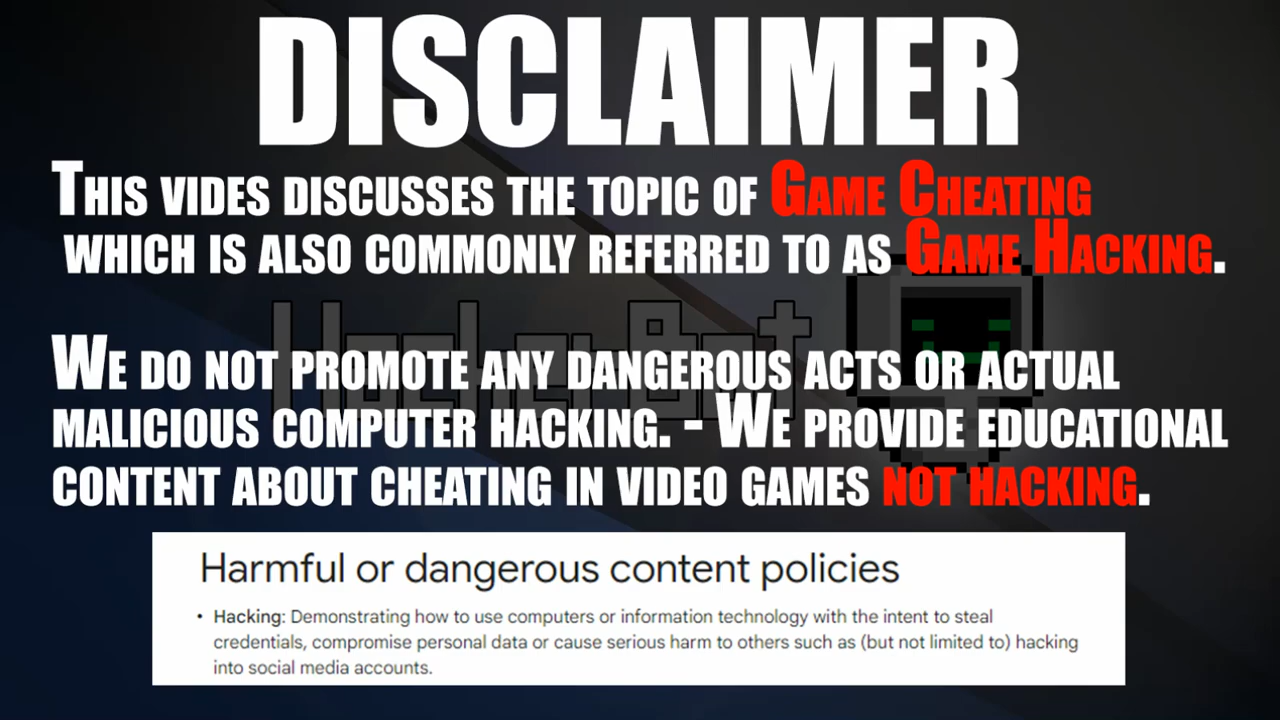 DISCLAIMER
THIS VIDES DISCUSSES THE TOPIC OF GAME CHEATING
WHICH IS ALSO COMMONLY REFERRED TO AS GAME HACKING.
Hacker Bot
WE DO NOT PROMOTE ANY DANGEROUS ACTS OR ACTUAL
MALICIOUS COMPUTER HACKING. - WE PROVIDE EDUCATIONAL
CONTENT ABOUT CHEATING IN VIDEO GAMES NOT HACKING.
Harmful or dangerous content policies
• Hacking: Demonstrating how to use computers or information technology with the intent to steal
credentials, compromise personal data or cause serious harm to others such as (but not limited to) hacking
into social media accounts.